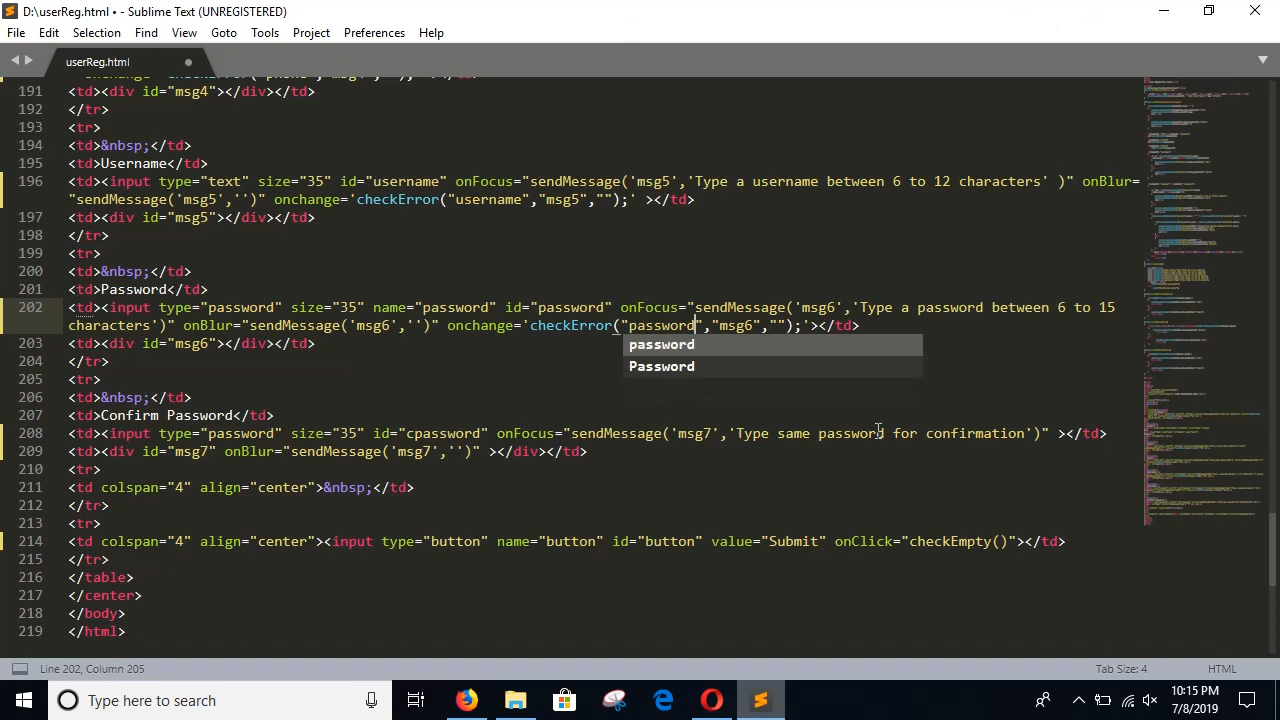 D:\userReg.html • - Sublime Text (UNREGISTERED)
File Edit Selection Find View Goto Tools Project Preferences Help
userReg.html
191 <td><div id="msg4"></div></td>
192 </tr>
193 <tr>
194 <td>&nbsp;</td>
195 <td>Username</td>
196 <td><input type="text" size="35" id="username" onFocus="sendMessage('msg5','Type a username between to 12 characters' )" onBlur=
"sendMessage('msg5','')" onchange='checkError("username","msg5",""); '></td>
197 <td><div id="msg5"></div></td>
198 </tr>
199 <tr>
200 <td>&nbsp;</td>
201 <td>Password</td>
202 <td><input type="password" size="35" name="password" id="password" onFocus="sendMessage('msg6','Type a password between 6 to 15
characters')" onBlur="sendMessage('msg6','')" onchange='checkError("password","msg6","");'></td>
password
Password
203 <td><div id="msg6"></div></td>
204 </tr>
205 <tr>
206 <td>&nbsp;</td>
207 <td>Confirm Password</td>
208 <td><input type="password" size="35" id="cpassword" onFocus="sendMessage('msg7','Type same password for confirmation')" ></td>
209 <td><div id="msg7" onBlur="sendMessage('msg7','')  ></div></td>
210 <tr>
211 <td colspan="4" align="center">&nbsp;</td>
212 </tr>
213 <tr>
214 <td colspan="4" align="center"><input type="button" name="button" id="button" value="Submit" onClick="checkEmpty()"></td>
215 </tr>
216 </table>
217 </center>
218 </body>
219 </html>
Line 202, Column 205 Tab Size: 4 HTML
Type here to search
10:15 PM
7/8/2019